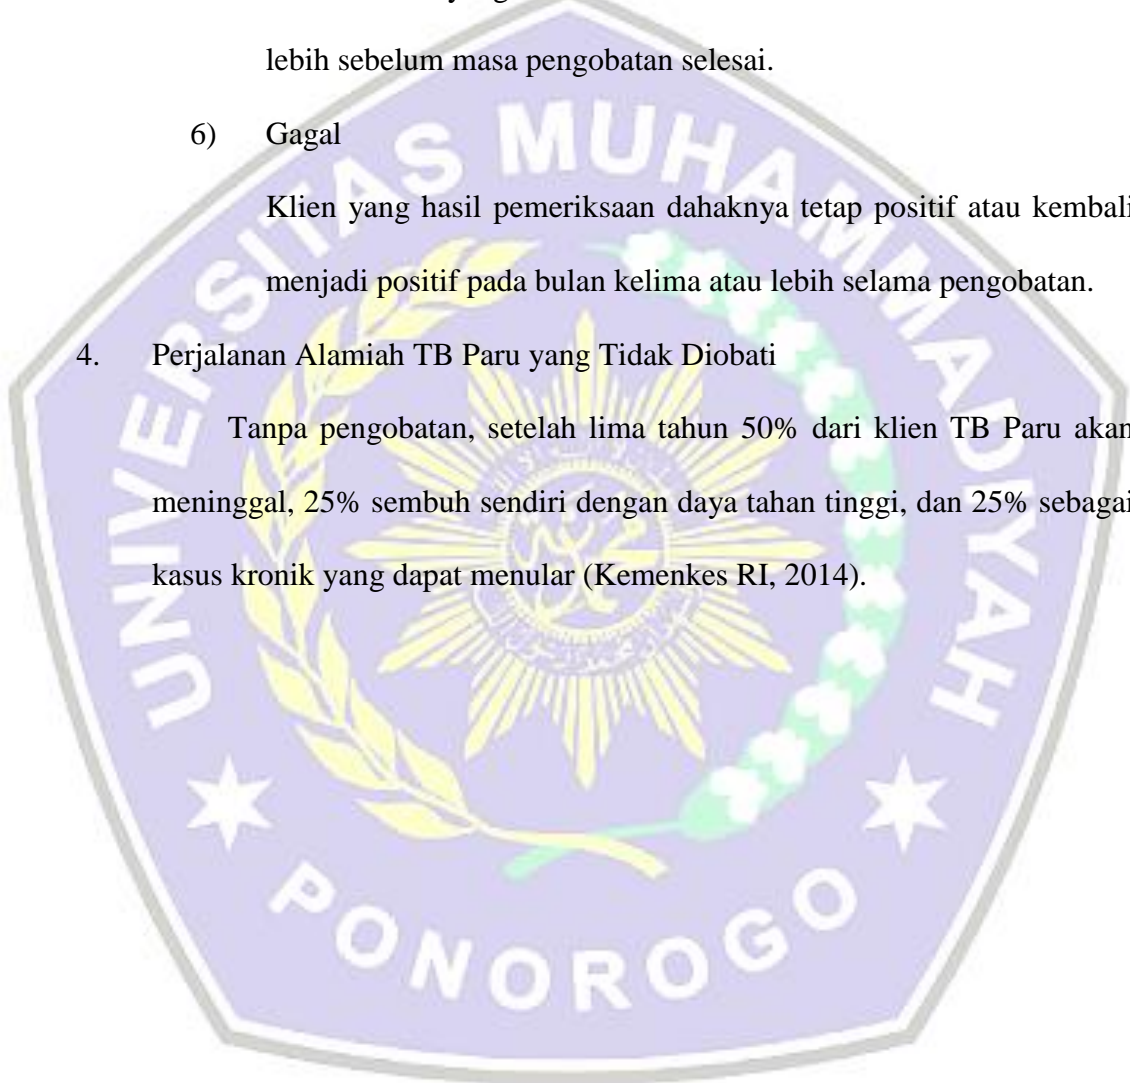 lebih sebelum masa pengobatan selesai.
6) Gagal
Klien yang hasil pemeriksaan dahaknya tetap positif atau kembali
menjadi positif pada bulan kelima atau lebih selama pengobatan.
4. Perjalanan Alamiah TB Paru yang Tidak Diobati
Tanpa pengobatan, setelah lima tahun 50% dari klien TB Paru akan
meninggal, 25% sembuh sendiri dengan daya tahan tinggi, dan 25% sebagai
kasus kronik yang dapat menular (Kemenkes RI, 2014).
UNIVERSITAS MUHAMMADIYAH
PONOROGO